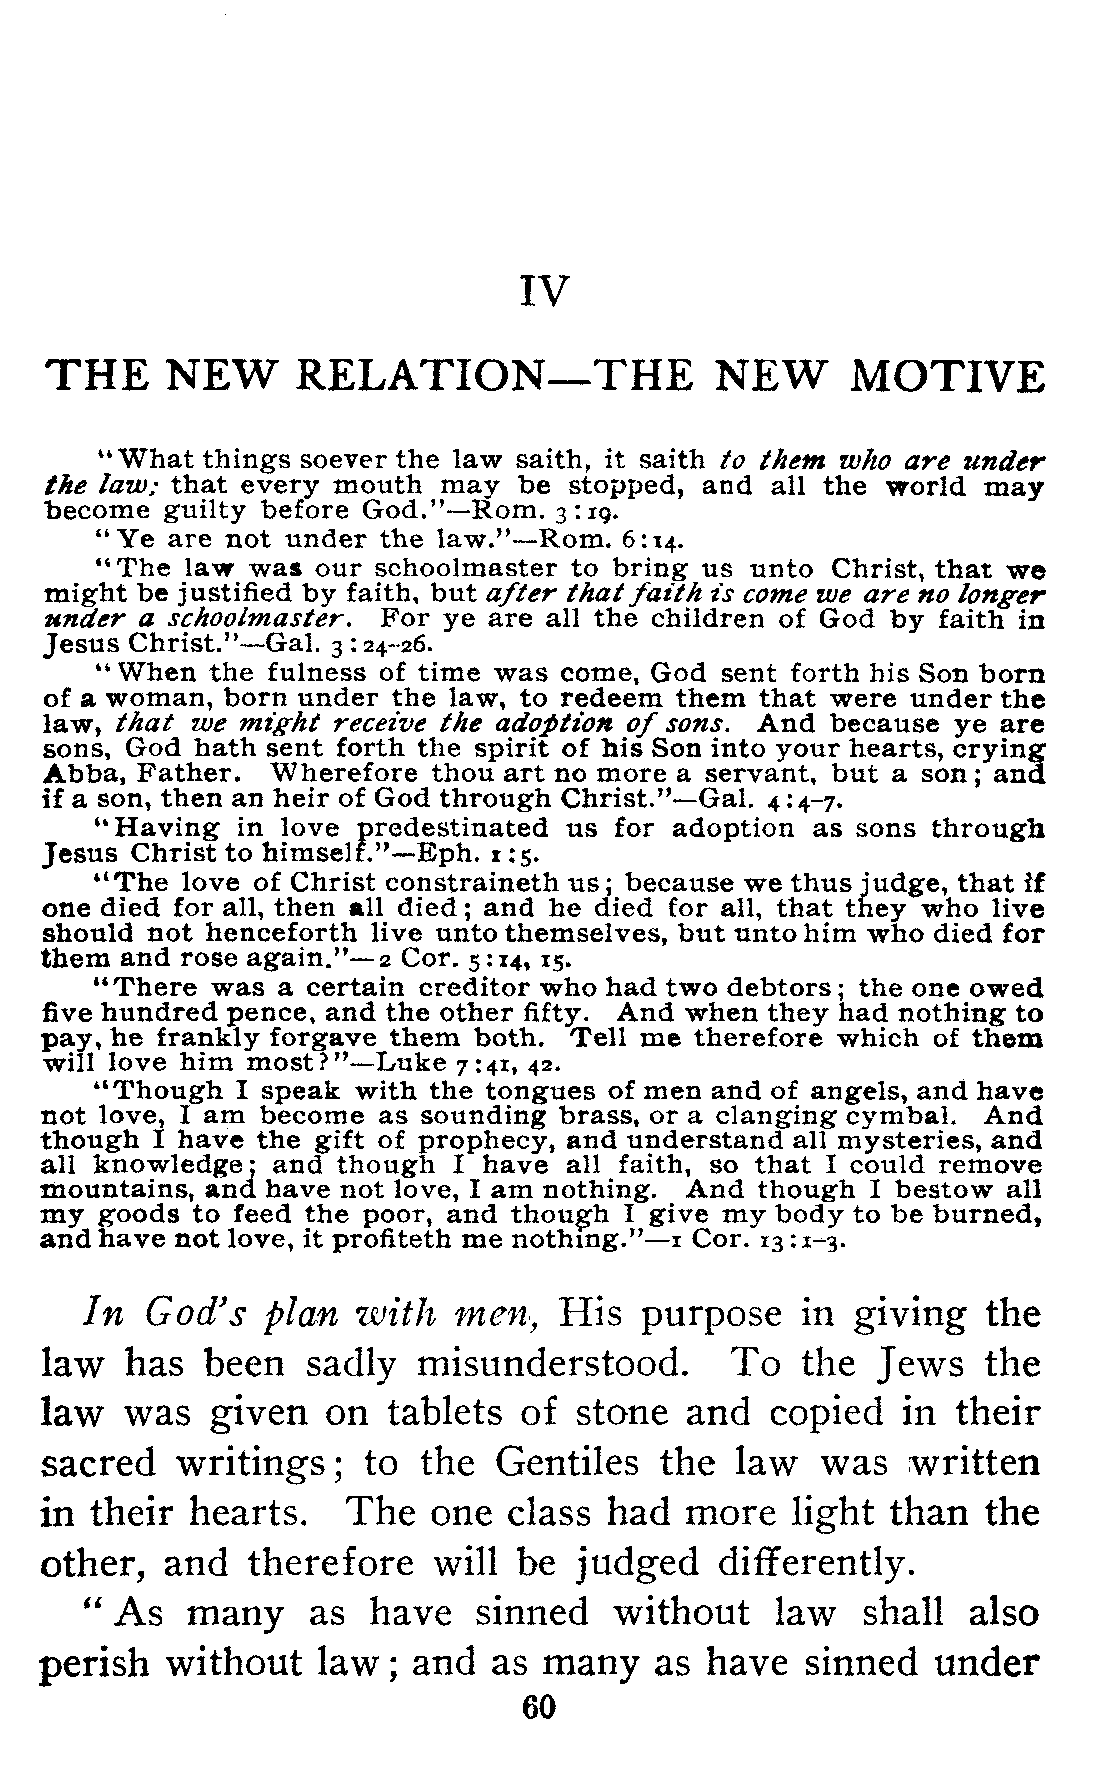 IV
THE NEW RELATION—THE NEW MOTIVE
"What things soever the law saith, it saith to them who are under
the law; that every mouth may be stopped, and all the world may
become guilty before God."—Rom. 3:19.
"Ye are not under the law."—Rom. 6:14.
"The law was our schoolmaster to bring us unto Christ, that we
might be justified by faith, but after that faith is come we are no longer
under a schoolmaster. For ye are all the children of God by faith in
Jesus Christ."—Gal. 3:24-26.
"When the fulness of time was come, God sent forth his Son born
of a woman, born under the law, to redeem them that were under the
law, that we might receive the adoption of sons. And because ye are
sons, God hath sent forth the spirit of his Son into your hearts, crying
Abba, Father. Wherefore thou art no more a servant, but a son; and
if a son, then an heir of God through Christ."—Gal. 4:4-7.
"Having in love predestinated us for adoption as sons through
Jesus Christ to himself."—Eph. 1:5.
"The love of Christ constraineth us; because we thus judge, that if
one died for all, then all died; and he died for all, that they who live
should not henceforth live unto themselves, but unto him who died for
them and rose again."—2 Cor. 5:14, 15.
"There was a certain creditor who had two debtors; the one owed
five hundred pence, and the other fifty. And when they had nothing to
pay, he frankly forgave them both. Tell me therefore which of them
will love him most?"—Luke 7:41, 42.
"Though I speak with the tongues of men and of angels, and have
not love, I am become as sounding brass, or a clanging cymbal. And
though I have the gift of prophecy, and understand all mysteries, and
all knowledge; and though I have all faith, so that I could remove
mountains, and have not love, I am nothing. And though I bestow all
my goods to feed the poor, and though I give my body to be burned,
and have not love, it profiteth me nothing."—1 Cor. 13:1-3.
In God's plan with men, His purpose in giving the
law has been sadly misunderstood. To the Jews the
law was given on tablets of stone and copied in their
sacred writings; to the Gentiles the law was written
in their hearts. The one class had more light than the
other, and therefore will be judged differently.
"As many as have sinned without law shall also
perish without law; and as many as have sinned under
60